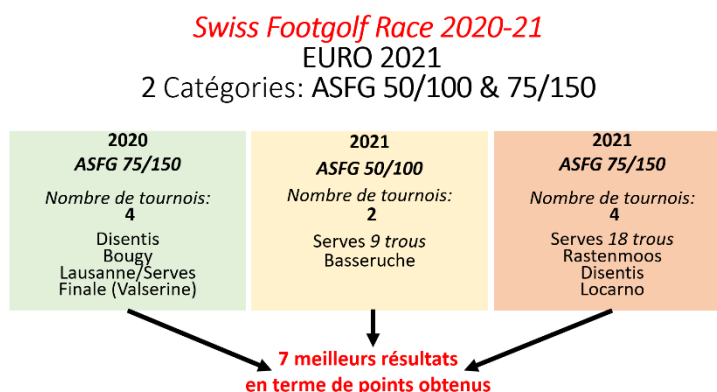 Swiss Footgolf Race 2020-21
EURO 2021
2 Catégories: ASFG 50/100 & 75/150
2020
ASFG 75/150
Nombre de tournois:
4
Disentis
Bougy
Lausanne/Serves
Finale (Valserine)
2021
ASFG 50/100
Nombre de tournois:
2
Serves 9 trous
Basseruche
2021
ASFG 75/150
Nombre de tournois:
4
Serves 18 trous
Rastenmoos
Disentis
Locarno
7 meilleurs résultats
en terme de points obtenus